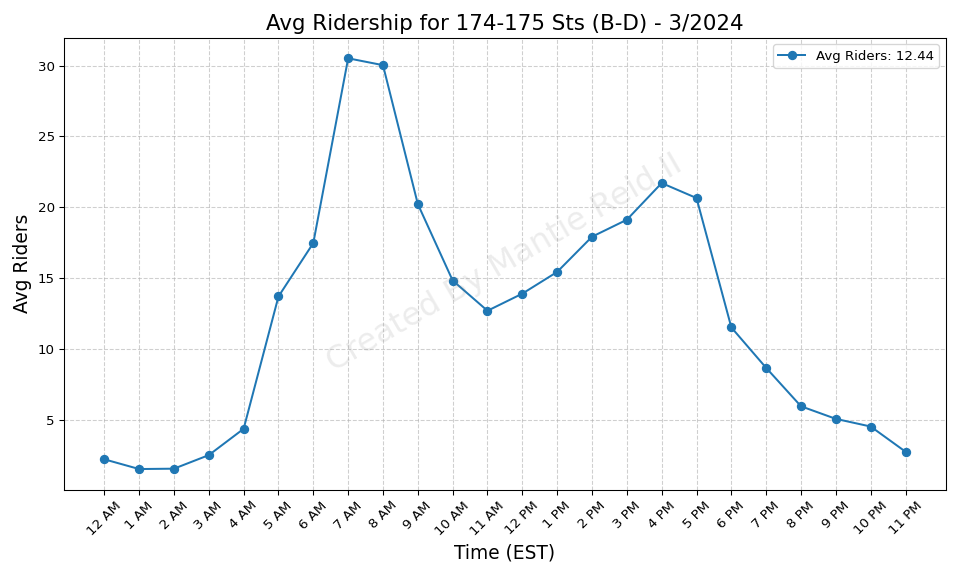 Avg Ridership for 174-175 Sts (B-D) - 3/2024
Avg Riders: 12.44
30
25
20
15
10
5
Avg Riders
Created By Mantle Reid II
12 AM
1 AM
2 AM
3 AM
4 AM
5 AM
6 AM
7 AM
8 AM
9 AM
10 AM
11 AM
12 PM
1 PM
2 PM
3 PM
4 PM
5 PM
6 PM
7 PM
8 PM
9 PM
10 PM
11 PM
Time (EST)